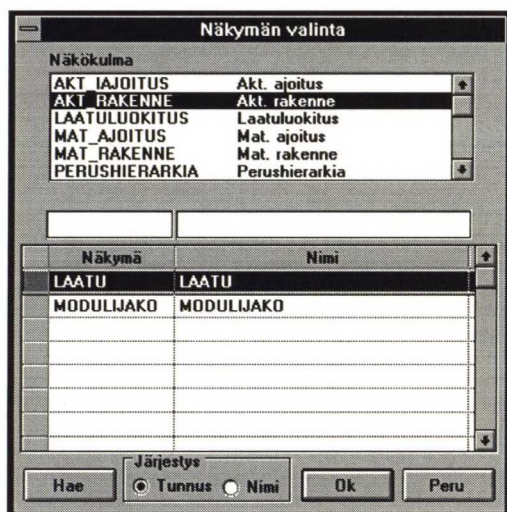 Näkymän valinta
Näkökulma
AKT_IAJOITUS Akt. ajoitus
AKT_RAKENNE Akt. rakenne
LAATULUOKITUS Laatuluokitus
MAT_AJOITUS Mat. ajoitus
MAT_RAKENNE Mat. rakenne
PERUSHIERARKIA Perushierarkia
Näkymä Nimi
LAATU LAATU
MODULIJAKO MODULIJAKO
Järjestys
Hae Tunnus Nimi Ok Peru